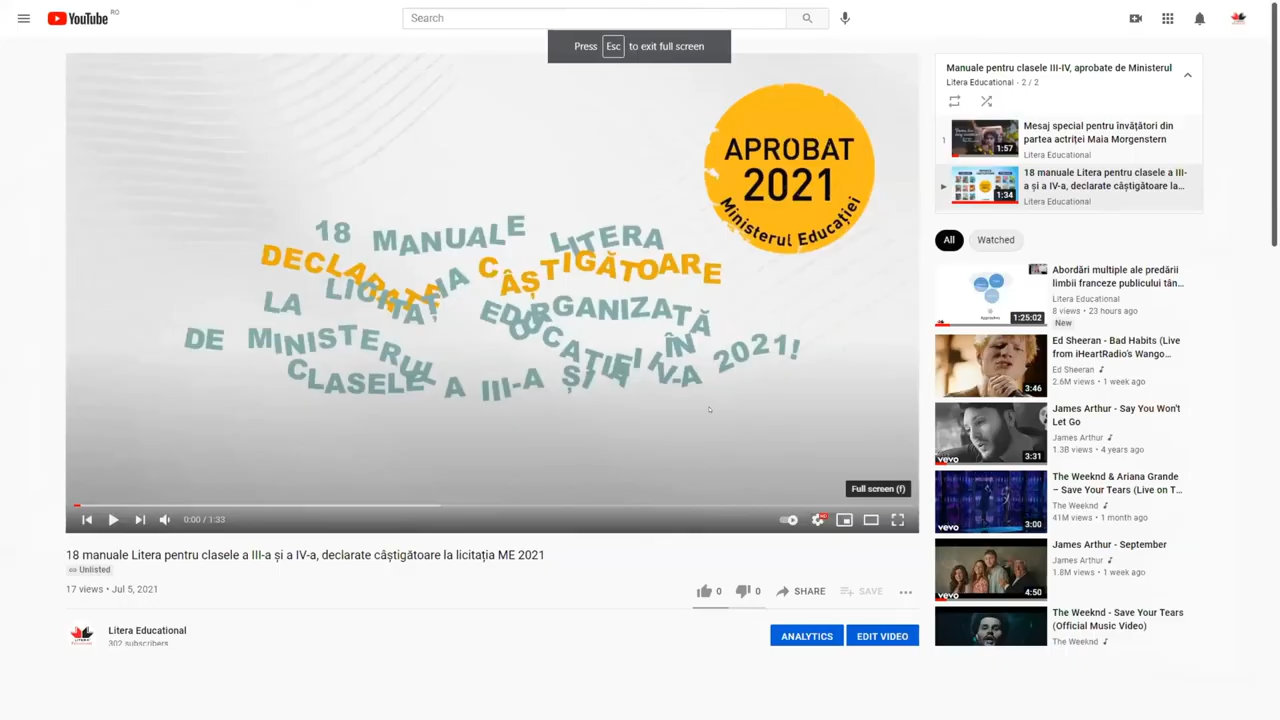 YouTube RO
Search
Press Esc to exit full screen
APROBAT
2021
Ministerul Educației
18 MANUALE LITERA
DECLARATE CÂȘTIGĂTOARE
LA LICITAȚIA ORGANIZATĂ
DE MINISTERUL EDUCAȚIEI ÎN 2021!
CLASELE A III-A ȘI A IV-A
Full screen (f)
0:00 / 1:33
HD
18 manuale Litera pentru clasele a III-a și a IV-a, declarate câștigătoare la licitația ME 2021
Unlisted
17 views • Jul 5, 2021
0
0
SHARE
SAVE
Litera Educational
302 subscribers
ANALYTICS
EDIT VIDEO
Manuale pentru clasele III-IV, aprobate de Ministerul
Litera Educational - 2 / 2
1
1:57
Mesaj special pentru învățători din
partea actriței Maia Morgenstern
Litera Educational
1:34
18 manuale Litera pentru clasele a III-
a și a IV-a, declarate câștigătoare la...
Litera Educational
All
Watched
1:25:02
Abordări multiple ale predării
limbii franceze publicului tân...
Litera Educational
8 views • 23 hours ago
New
3:46
Ed Sheeran - Bad Habits (Live
from iHeartRadio's Wango...
Ed Sheeran
2.6M views • 1 week ago
vevo
3:31
James Arthur - Say You Won't
Let Go
James Arthur
1.3B views • 4 years ago
vevo
3:00
The Weeknd & Ariana Grande
– Save Your Tears (Live on T...
The Weeknd
41M views • 1 month ago
vevo
4:50
James Arthur - September
James Arthur
1.8M views • 1 week ago
The Weeknd - Save Your Tears
(Official Music Video)
The Weeknd